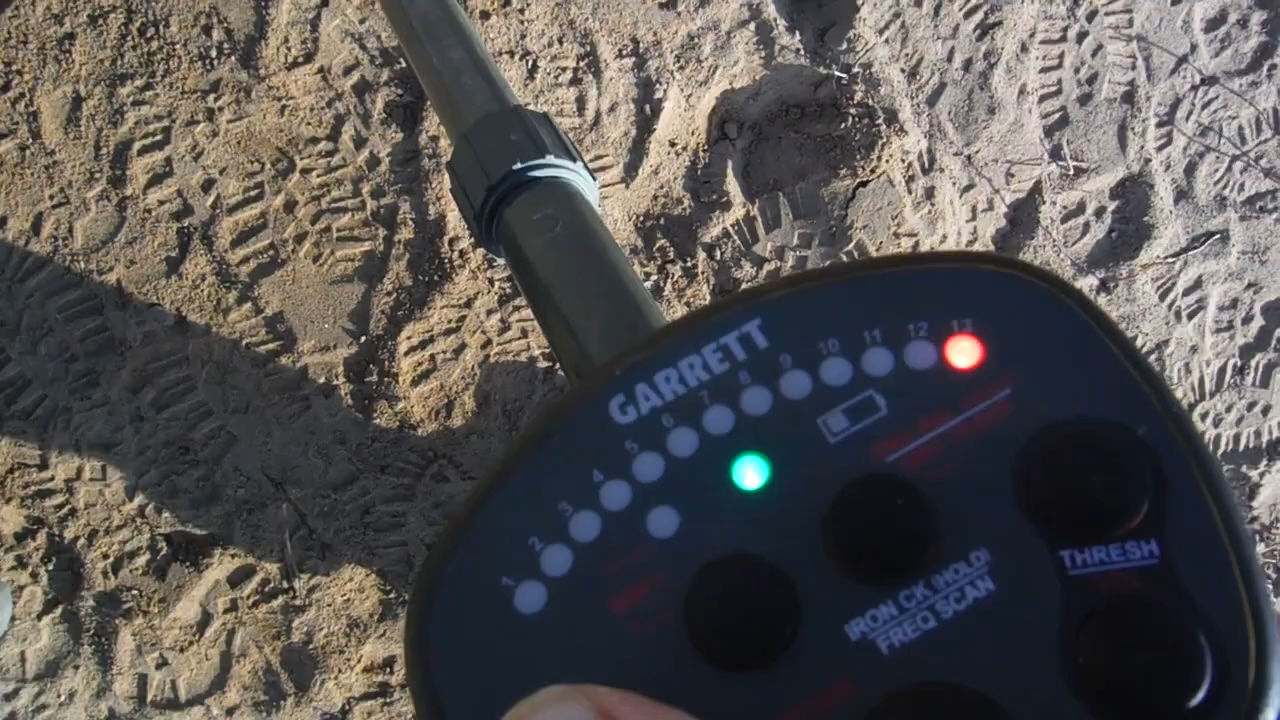 GARRETT
1 2 3 4 5 6 7 8 9 10 11 12 13
THRESH
IRON CK (HOLD)
FREQ SCAN